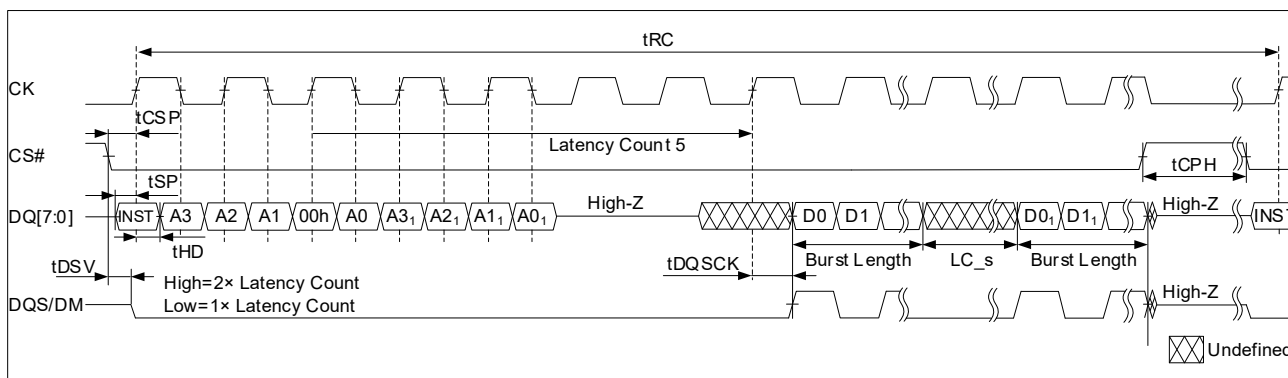 tRC
CK
tCSP
Latency Count 5
CS#
tCPH
tSP
DQ[7:0] INST A3 A2 A1 00h A0 A3₁ A2₁ A1₁ A0₁ High-Z D0 D1 D0₁ D1₁ High-Z INST
tHD
Burst Length LC_s Burst Length
tDSV
tDQSCK
High=2× Latency Count
DQS/DM
Low=1× Latency Count
High-Z
Undefined